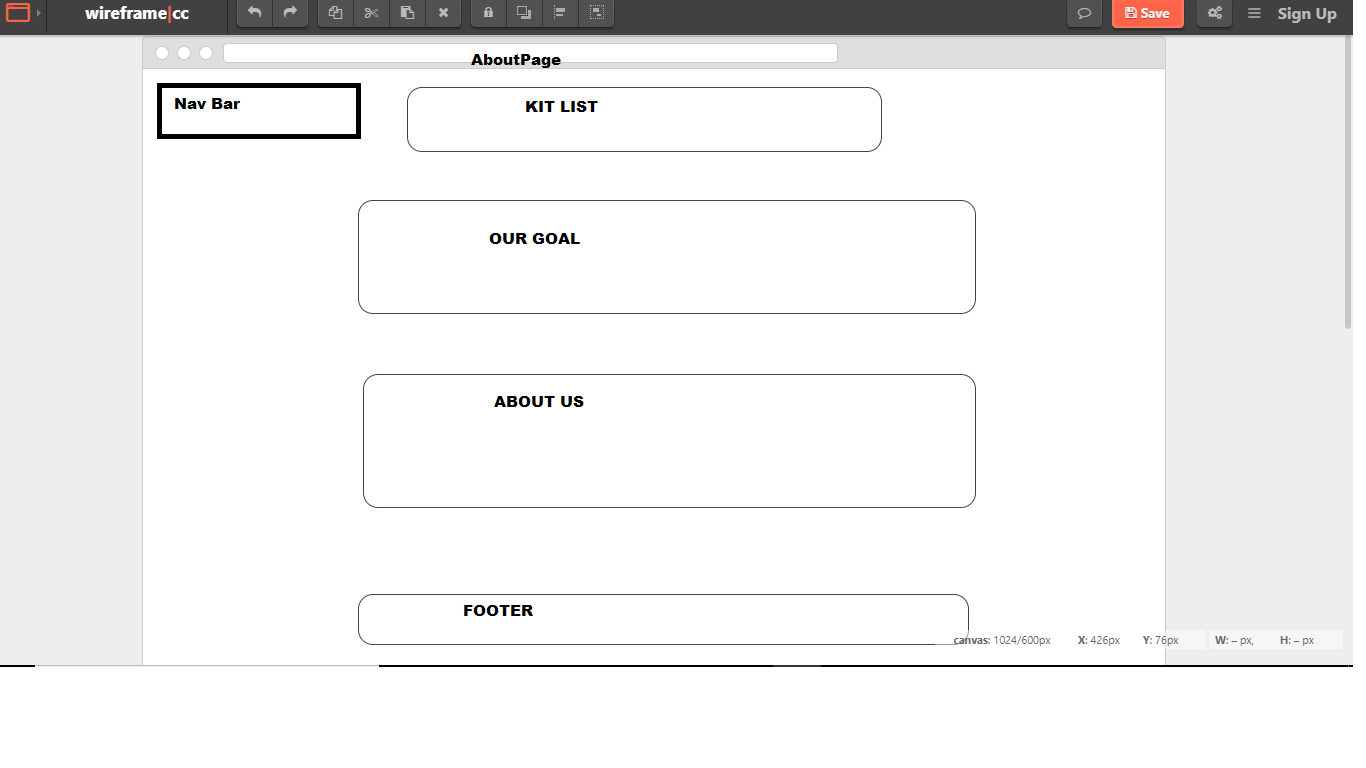 wireframe|cc
Save
Sign Up
AboutPage
Nav Bar
KIT LIST
OUR GOAL
ABOUT US
FOOTER
canvas: 1024/600px X: 426px Y: 76px W: – px, H: – px